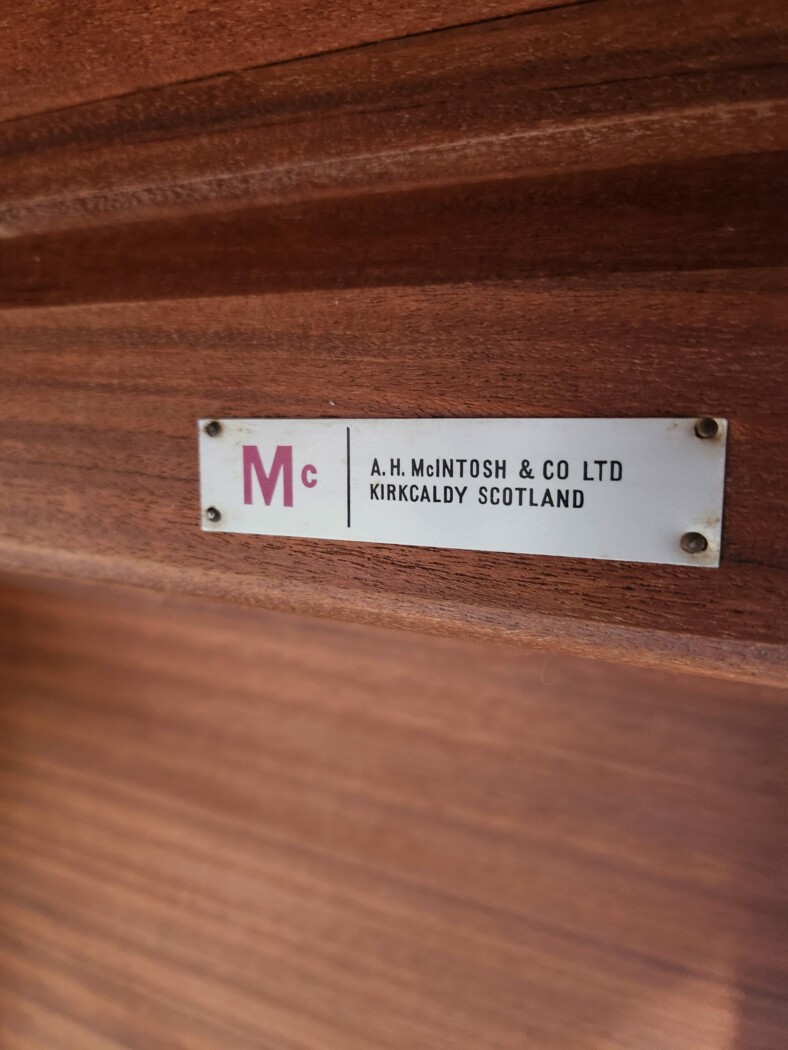 Mc
A.H. McINTOSH & CO LTD
KIRKCALDY SCOTLAND